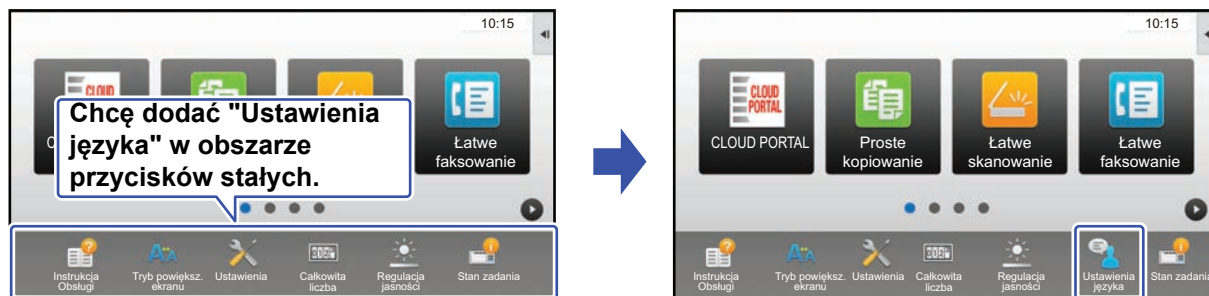 10:15
CLOUD
Chcę dodać "Ustawienia
języka" w obszarze
przycisków stałych.
Łatwe
faksowanie
Instrukcja
Obsługi
Tryb powiększ.
ekranu
Ustawienia
Całkowita
liczba
Regulacja
jasności
Stan zadania
10:15
CLOUD
PORTAL
CLOUD PORTAL
Proste
kopiowanie
Łatwe
skanowanie
Łatwe
faksowanie
Instrukcja
Obsługi
Tryb powiększ.
ekranu
Ustawienia
Całkowita
liczba
Regulacja
jasności
Ustawienia
języka
Stan zadania